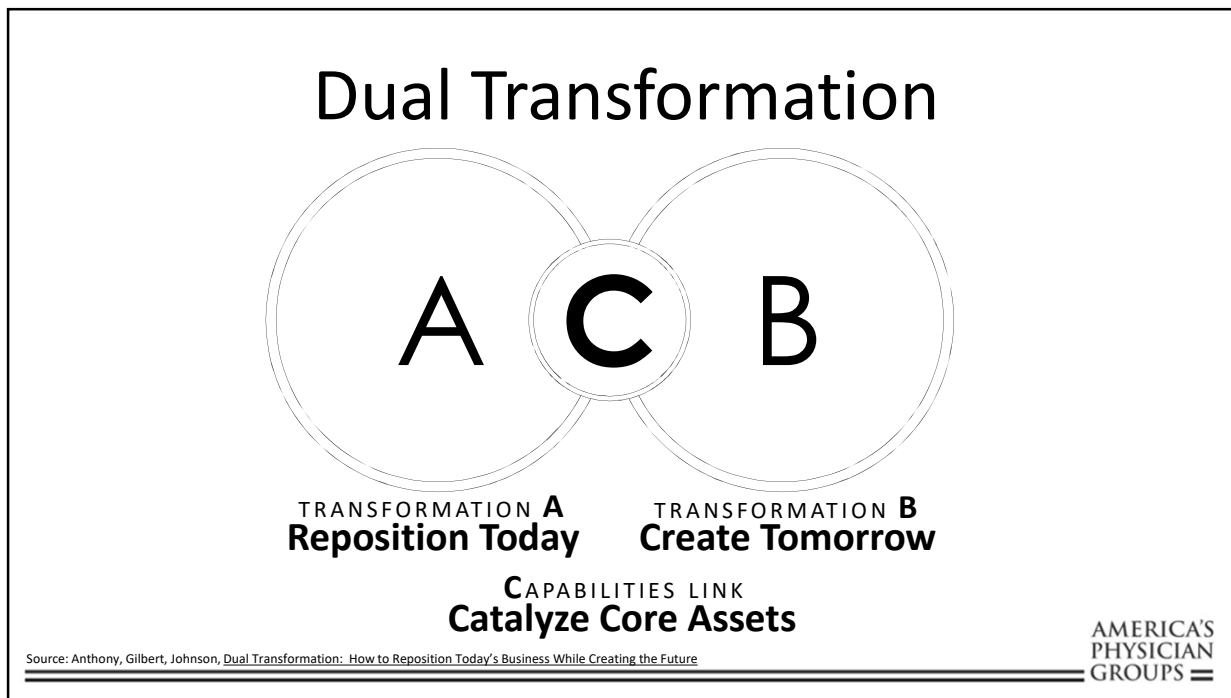 Dual Transformation
A C B
TRANSFORMATION A
Reposition Today
TRANSFORMATION B
Create Tomorrow
CAPABILITIES LINK
Catalyze Core Assets
Source: Anthony, Gilbert, Johnson, Dual Transformation: How to Reposition Today's Business While Creating the Future
AMERICA'S
PHYSICIAN
GROUPS